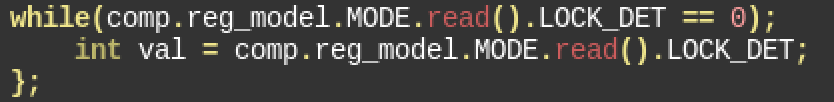 while(comp.reg_model.MODE.read().LOCK_DET == 0);
    int val = comp.reg_model.MODE.read().LOCK_DET;
};